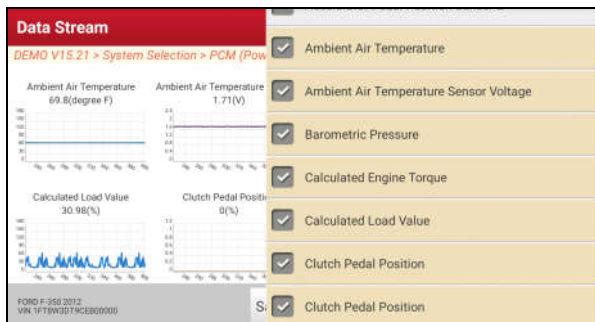 Data Stream
DEMO V15.21 > System Selection > PCM (Pow
Ambient Air Temperature
69.8(degree F)
Ambient Air Temperature
1.71(V)
Calculated Load Value
30.98(%)
Clutch Pedal Positi
0(%)
FORD F-350 2012
VIN 1FT8W3DT9CEB00000
Ambient Air Temperature
Ambient Air Temperature Sensor Voltage
Barometric Pressure
Calculated Engine Torque
Calculated Load Value
Clutch Pedal Position
Clutch Pedal Position